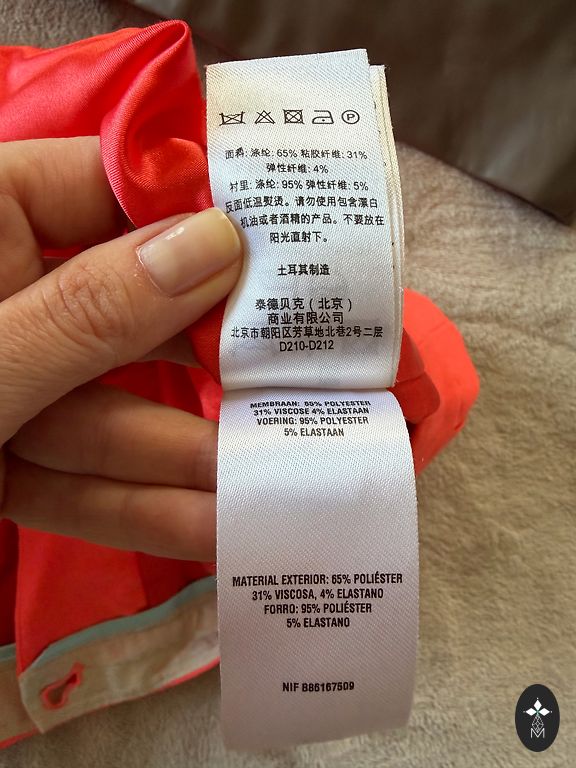 P
面料: 涤纶: 65% 粘胶纤维: 31%
弹性纤维: 4%
衬里: 涤纶: 95% 弹性纤维: 5%
反面低温熨烫。请勿使用包含漂白
机油或者酒精的产品。不要放在
阳光直射下。
土耳其制造
泰德贝克（北京）
商业有限公司
北京市朝阳区芳草地北巷2号二层
D210-D212
MEMBRAAN: 65% POLYESTER
31% VISCOSE 4% ELASTAAN
VOERING: 95% POLYESTER
5% ELASTAAN
MATERIAL EXTERIOR: 65% POLIÉSTER
31% VISCOSA, 4% ELASTANO
FORRO: 95% POLIÉSTER
5% ELASTANO
NIF B86167509
M